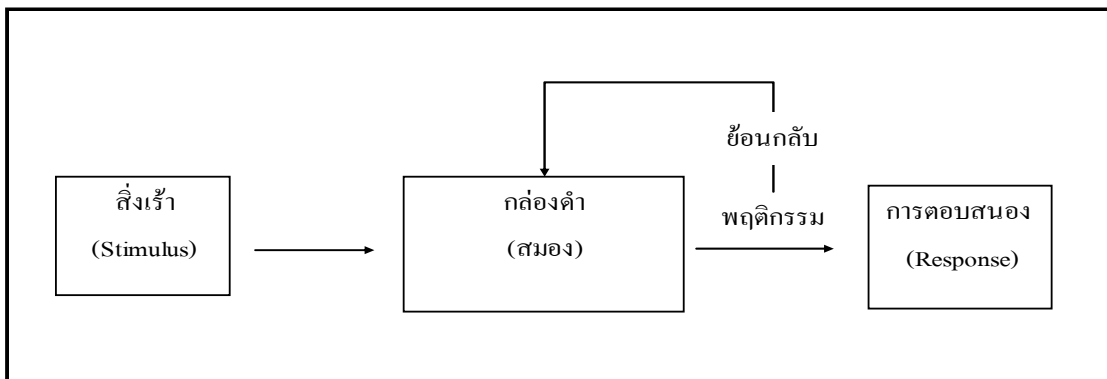 สิ่งเร้า
(Stimulus)
กล่องดำ
(สมอง)
ย้อนกลับ
พฤติกรรม
การตอบสนอง
(Response)